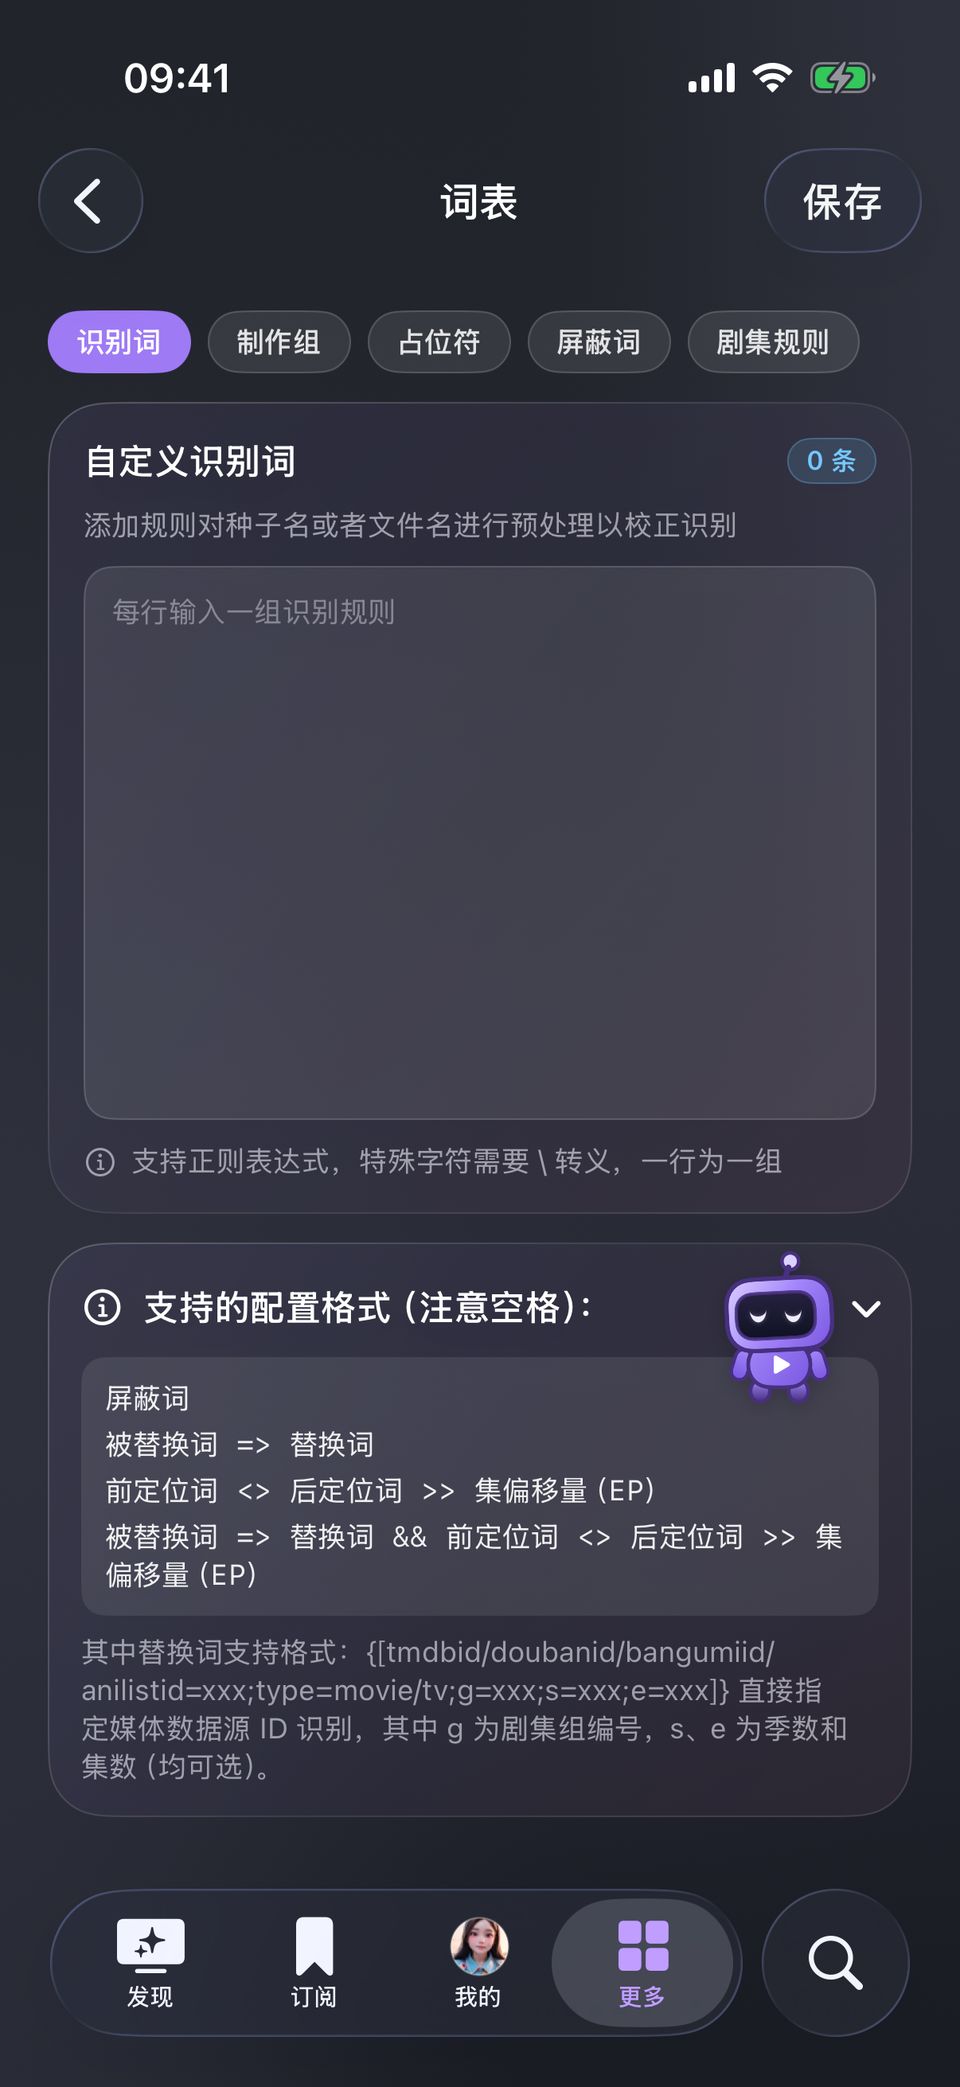 09:41
词表
保存
识别词
制作组
占位符
屏蔽词
剧集规则
自定义识别词
0 条
添加规则对种子名或者文件名进行预处理以校正识别
每行输入一组识别规则
支持正则表达式，特殊字符需要 \ 转义，一行为一组
支持的配置格式（注意空格）：
屏蔽词
被替换词 => 替换词
前定位词 <> 后定位词 >> 集偏移量（EP）
被替换词 => 替换词 && 前定位词 <> 后定位词 >> 集
偏移量（EP）
其中替换词支持格式：{[tmdbid/doubanid/bangumiid/
anilistid=xxx;type=movie/tv;g=xxx;s=xxx;e=xxx]} 直接指
定媒体数据源 ID 识别，其中 g 为剧集组编号，s、e 为季数和
集数（均可选）。
发现
订阅
我的
更多